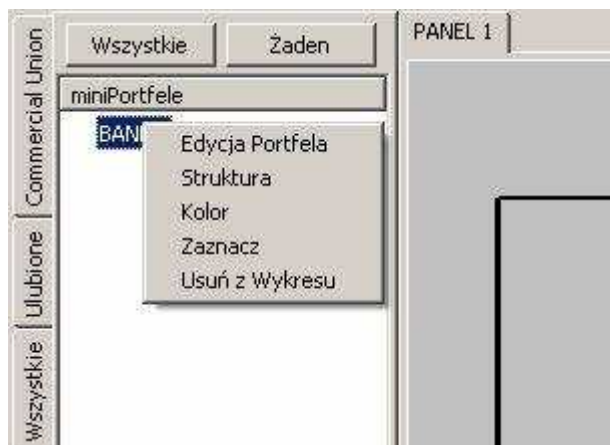 Wszystkie
Żaden
PANEL 1
miniPortfele
Edycja Portfela
Struktura
Kolor
Zaznacz
Usuń z Wykresu
Commercial Union
Ulubione
Wszystkie